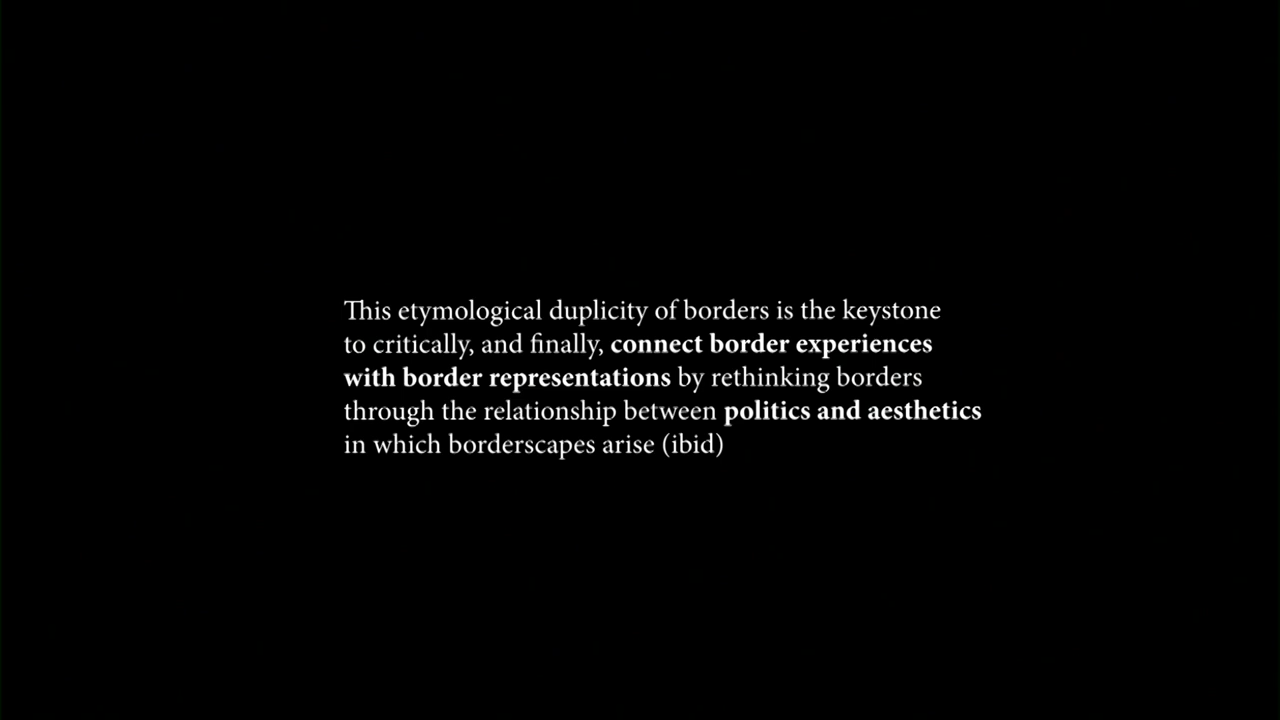 This etymological duplicity of borders is the keystone
to critically, and finally, connect border experiences
with border representations by rethinking borders
through the relationship between politics and aesthetics
in which borderscapes arise (ibid)